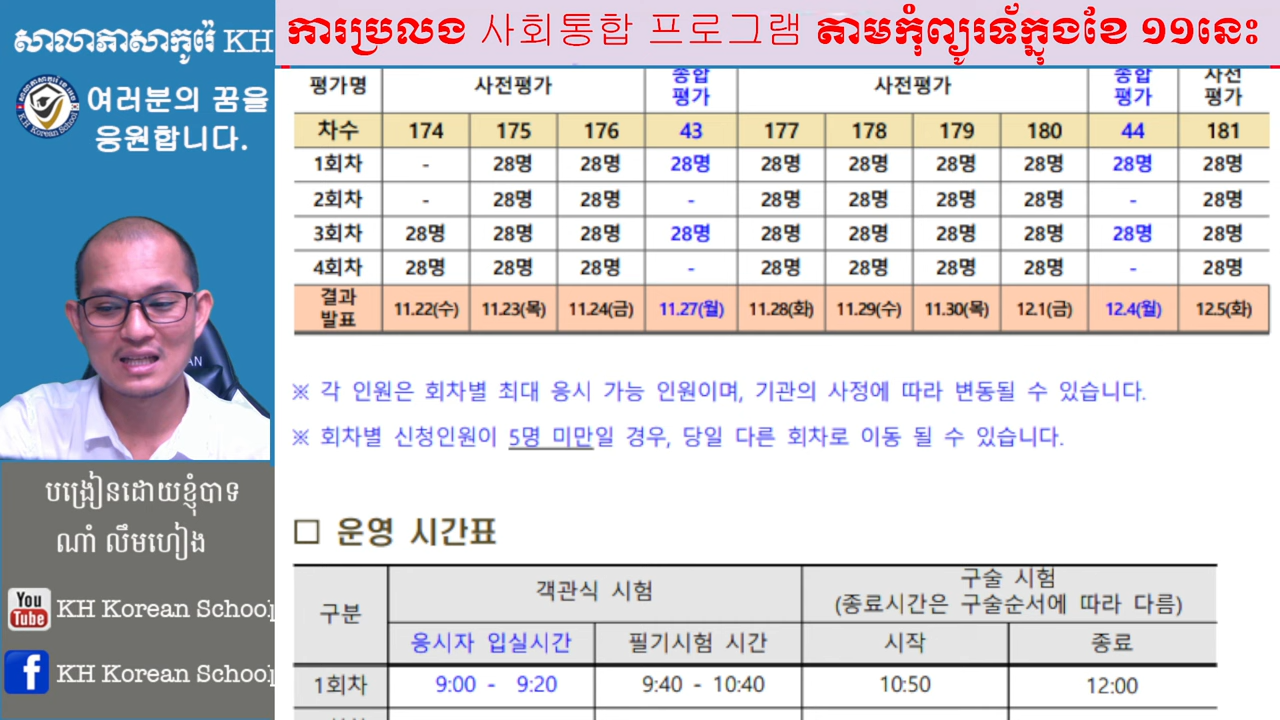 សាលាភាសាកូរ៉េ KH
여러분의 꿈을
응원합니다.
បង្រៀនដោយខ្ញុំបាទ
ណាំ លឹមហៀង
You Tube KH Korean School
f KH Korean School
ការប្រលង 사회통합 프로그램 តាមកុំព្យូរទ័ក្នុងខែ ១១នេះ
평가명 사전평가 종합 평가 사전평가 종합 평가 사전 평가
차수 174 175 176 43 177 178 179 180 44 181
1회차 - 28명 28명 28명 28명 28명 28명 28명 28명 28명
2회차 - 28명 28명 - 28명 28명 28명 28명 - 28명
3회차 28명 28명 28명 28명 28명 28명 28명 28명 28명 28명
4회차 28명 28명 28명 - 28명 28명 28명 28명 - 28명
결과 발표 11.22(수) 11.23(목) 11.24(금) 11.27(월) 11.28(화) 11.29(수) 11.30(목) 12.1(금) 12.4(월) 12.5(화)
※ 각 인원은 회차별 최대 응시 가능 인원이며, 기관의 사정에 따라 변동될 수 있습니다.
※ 회차별 신청인원이 5명 미만일 경우, 당일 다른 회차로 이동 될 수 있습니다.
□ 운영 시간표
구분 객관식 시험 구술 시험
(종료시간은 구술순서에 따라 다름)
응시자 입실시간 필기시험 시간 시작 종료
1회차 9:00 - 9:20 9:40 - 10:40 10:50 12:00